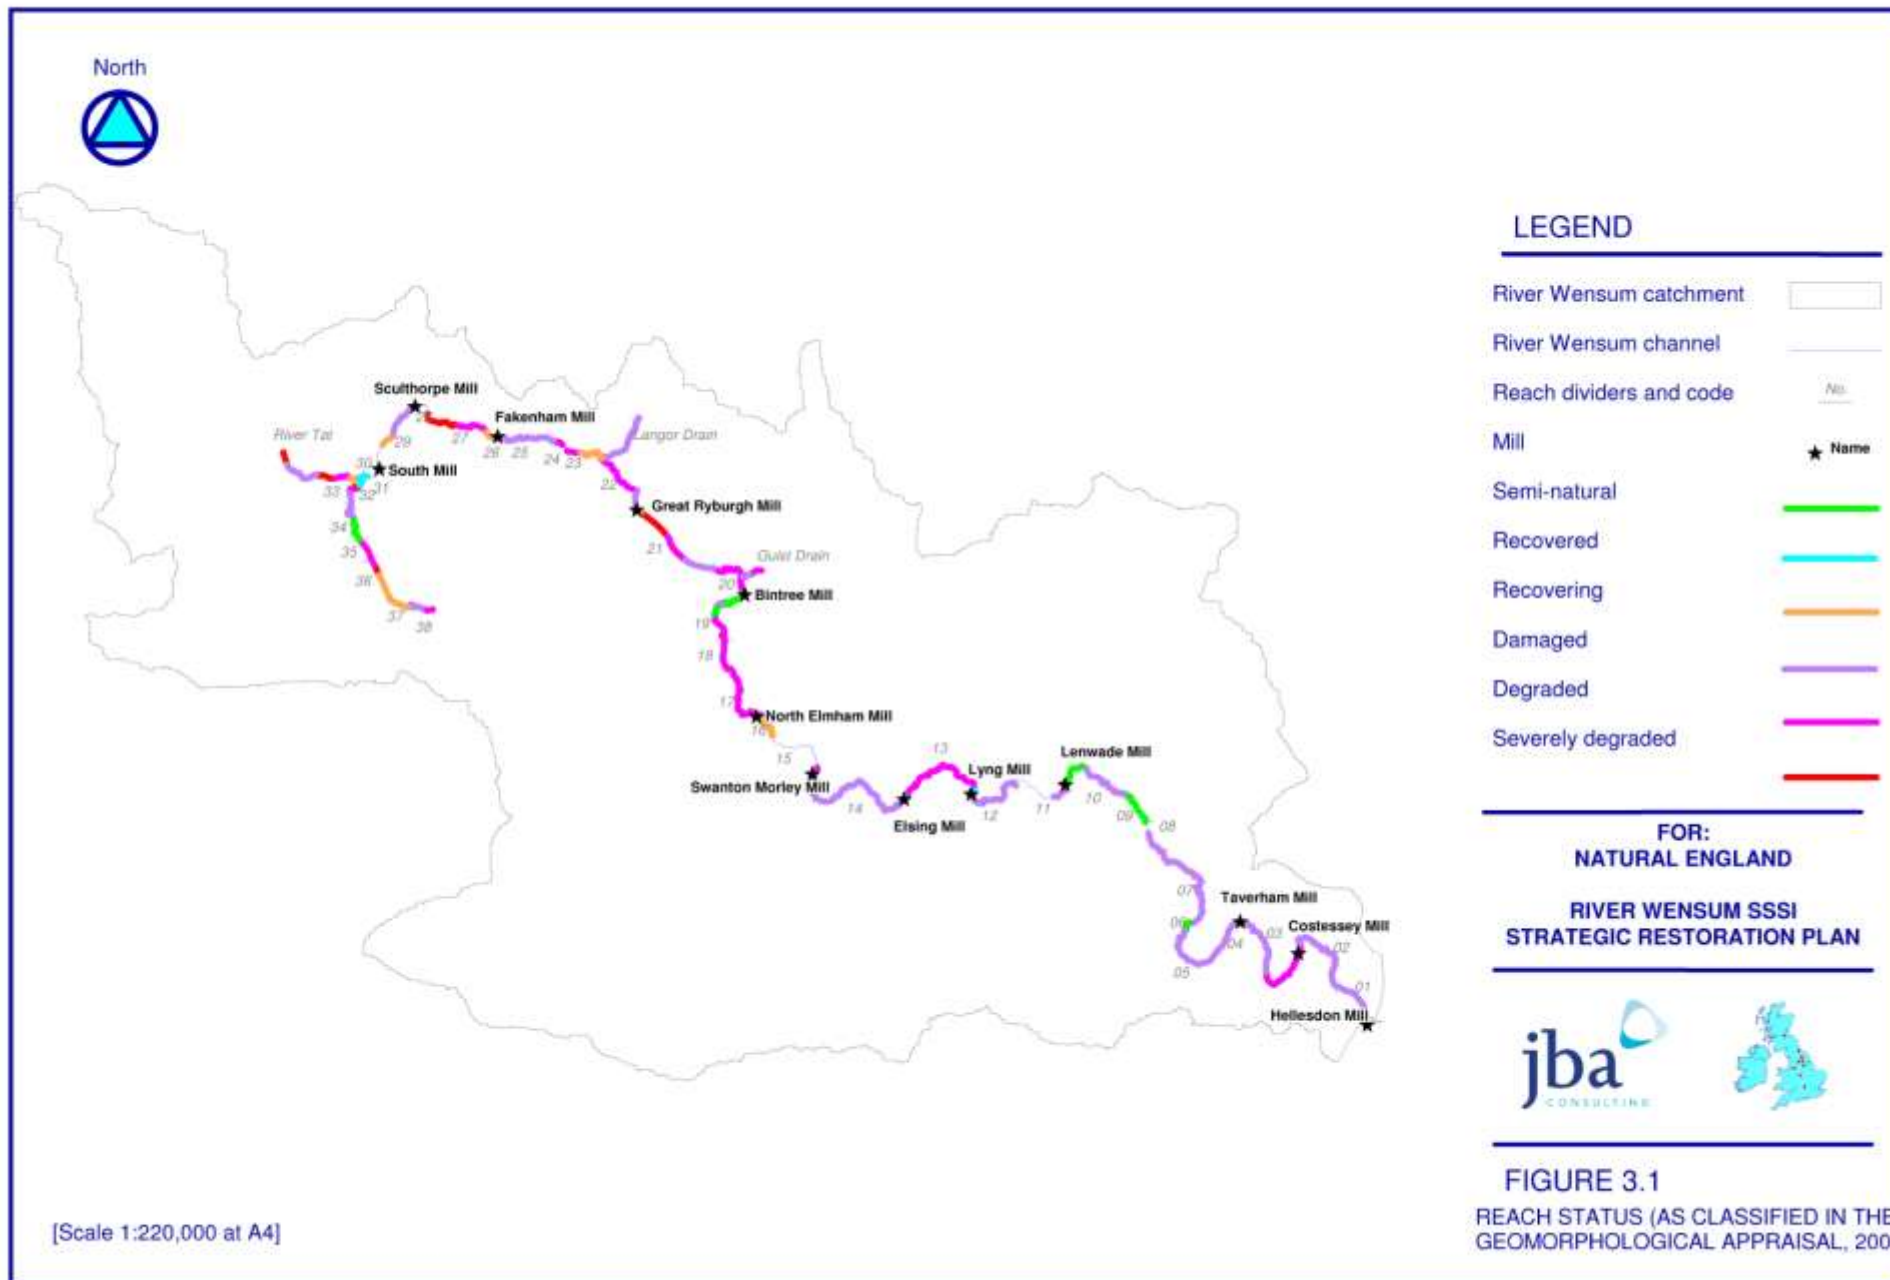 North
Sculthorpe Mill
Fakenham Mill
River Tat
Langor Drain
South Mill
Great Ryburgh Mill
Guist Drain
Bintree Mill
North Elmham Mill
Swanton Morley Mill
Elsing Mill
Lyng Mill
Lenwade Mill
Taverham Mill
Costessey Mill
Hellesdon Mill
29
27
26
25
24
23
22
30
31
32
33
34
35
36
37
38
21
20
19
18
17
16
15
14
13
12
11
10
09
08
07
06
05
04
03
02
01
[Scale 1:220,000 at A4]
LEGEND
River Wensum catchment
River Wensum channel
Reach dividers and code
No.
Mill
Name
Semi-natural
Recovered
Recovering
Damaged
Degraded
Severely degraded
FOR:
NATURAL ENGLAND
RIVER WENSUM SSSI
STRATEGIC RESTORATION PLAN
jba
CONSULTING
FIGURE 3.1
REACH STATUS (AS CLASSIFIED IN THE
GEOMORPHOLOGICAL APPRAISAL, 200